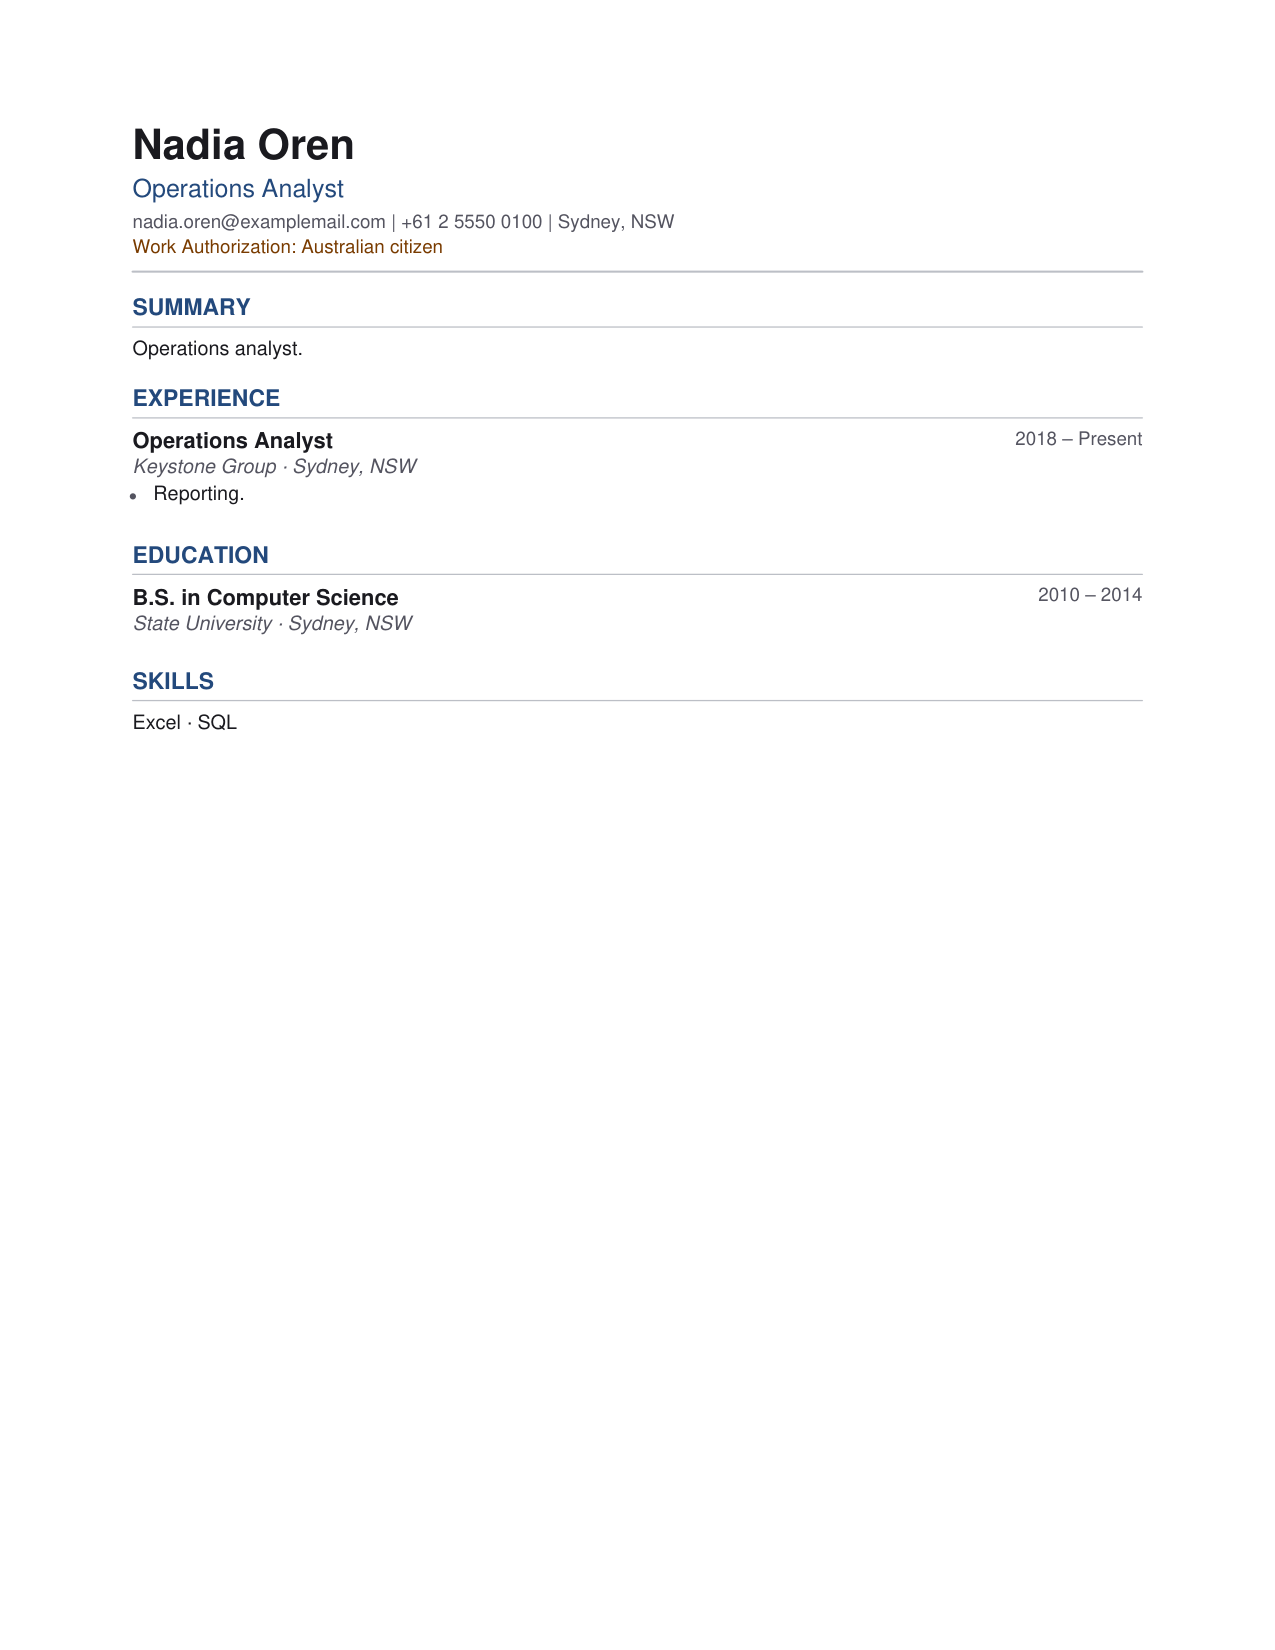 Nadia Oren
Operations Analyst
nadia.oren@examplemail.com | +61 2 5550 0100 | Sydney, NSW
Work Authorization: Australian citizen
SUMMARY
Operations analyst.
EXPERIENCE
Operations Analyst 2018 – Present
Keystone Group · Sydney, NSW
• Reporting.
EDUCATION
B.S. in Computer Science 2010 – 2014
State University · Sydney, NSW
SKILLS
Excel · SQL